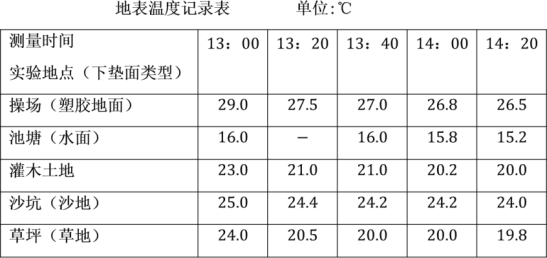 地表温度记录表 单位:℃
测量时间 13：00 13：20 13：40 14：00 14：20
实验地点（下垫面类型）
操场（塑胶地面） 29.0 27.5 27.0 26.8 26.5
池塘（水面） 16.0 — 16.0 15.8 15.2
灌木土地 23.0 21.0 21.0 20.2 20.0
沙坑（沙地） 25.0 24.4 24.2 24.2 24.0
草坪（草地） 24.0 20.5 20.0 20.0 19.8